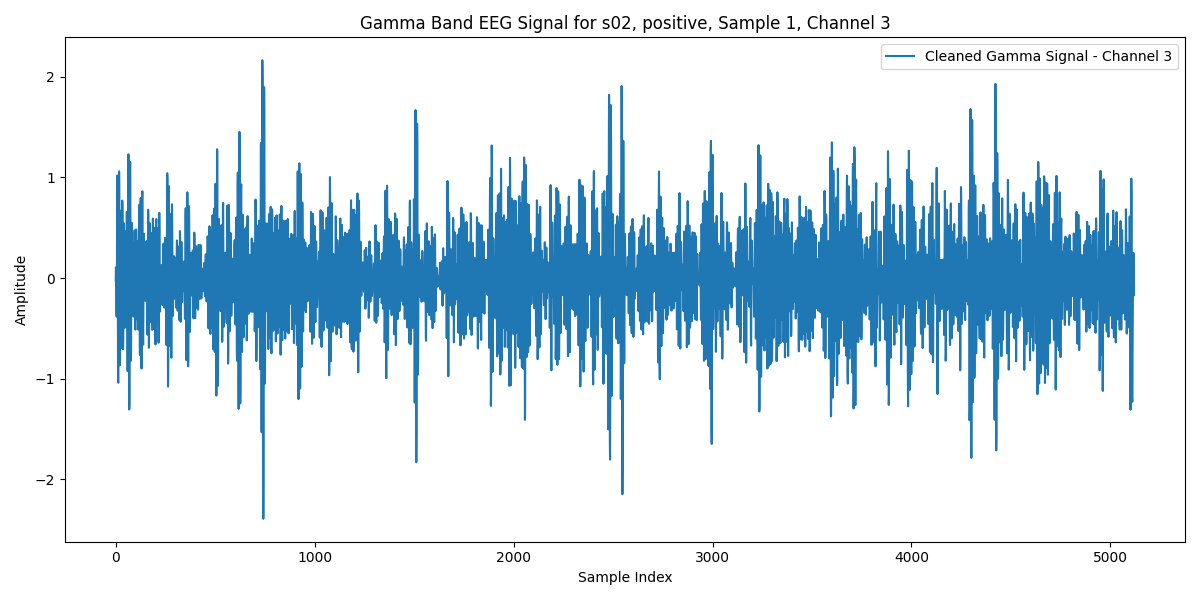 Gamma Band EEG Signal for s02, positive, Sample 1, Channel 3
Cleaned Gamma Signal - Channel 3
Amplitude
2
1
0
−1
−2
0 1000 2000 3000 4000 5000
Sample Index